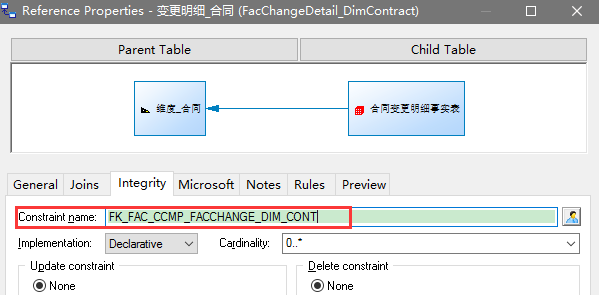 Reference Properties - 变更明细_合同 (FacChangeDetail_DimContract)
Parent Table Child Table
维度_合同 合同变更明细事实表
General Joins Integrity Microsoft Notes Rules Preview
Constraint name: FK_FAC_CCMP_FACCHANGE_DIM_CONT
Implementation: Declarative Cardinality: 0..*
Update constraint Delete constraint
None None